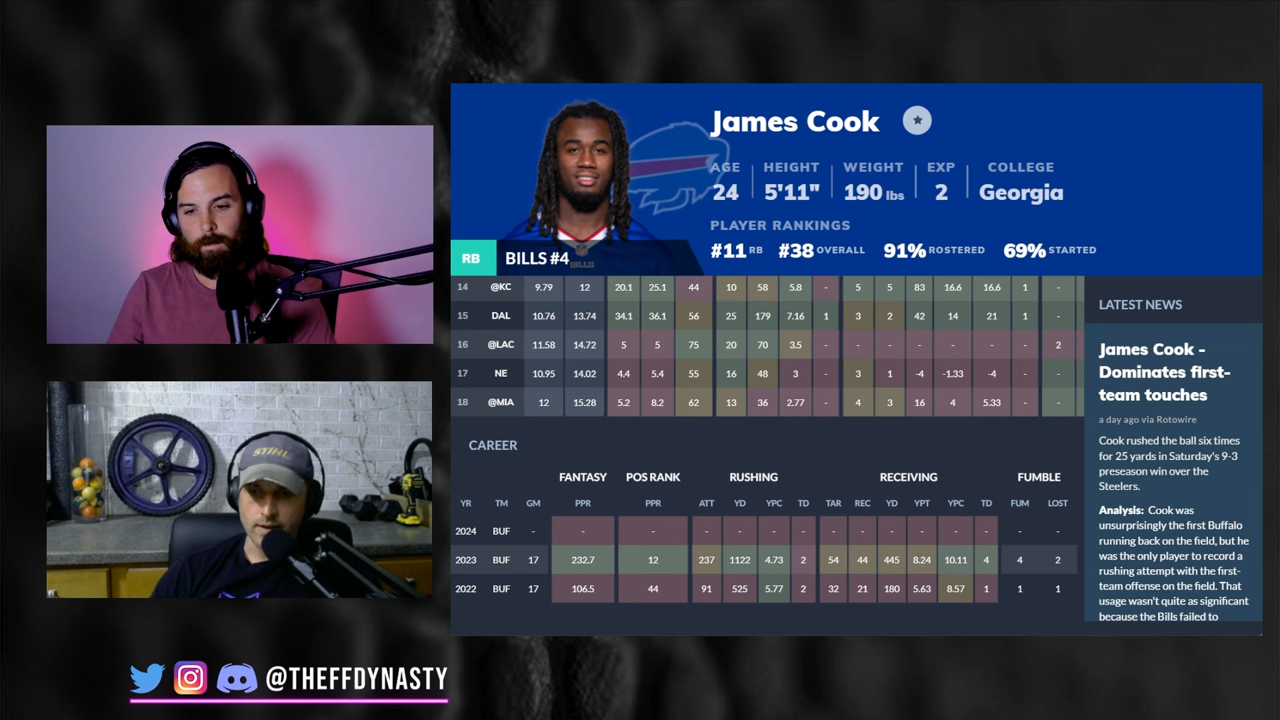 James Cook
AGE HEIGHT WEIGHT EXP COLLEGE
24 5'11" 190 lbs 2 Georgia
PLAYER RANKINGS
#11 RB #38 OVERALL 91% ROSTERED 69% STARTED
RB BILLS #4
BILLS
14 @KC 9.79 12 20.1 25.1 44 10 58 5.8 - 5 5 83 16.6 16.6 1 -
15 DAL 10.76 13.74 34.1 36.1 56 25 179 7.16 1 3 2 42 14 21 1 -
16 @LAC 11.58 14.72 5 5 75 20 70 3.5 - - - - - - - 2
17 NE 10.95 14.02 4.4 5.4 55 16 48 3 - 3 1 -4 -1.33 -4 - -
18 @MIA 12 15.28 5.2 8.2 62 13 36 2.77 - 4 3 16 4 5.33 - -
CAREER
FANTASY POS RANK RUSHING RECEIVING FUMBLE
YR TM GM PPR PPR ATT YD YPC TD TAR REC YD YPT YPC TD FUM LOST
2024 BUF - - - - - - - - - - - - - - -
2023 BUF 17 232.7 12 237 1122 4.73 2 54 44 445 8.24 10.11 4 4 2
2022 BUF 17 106.5 44 91 525 5.77 2 32 21 180 5.63 8.57 1 1 1
LATEST NEWS
James Cook -
Dominates first-
team touches
a day ago via Rotowire
Cook rushed the ball six times
for 25 yards in Saturday's 9-3
preseason win over the
Steelers.
Analysis: Cook was
unsurprisingly the first Buffalo
running back on the field, but he
was the only player to record a
rushing attempt with the first-
team offense on the field. That
usage wasn't quite as significant
because the Bills failed to
STIHL
@THEFFDYNASTY